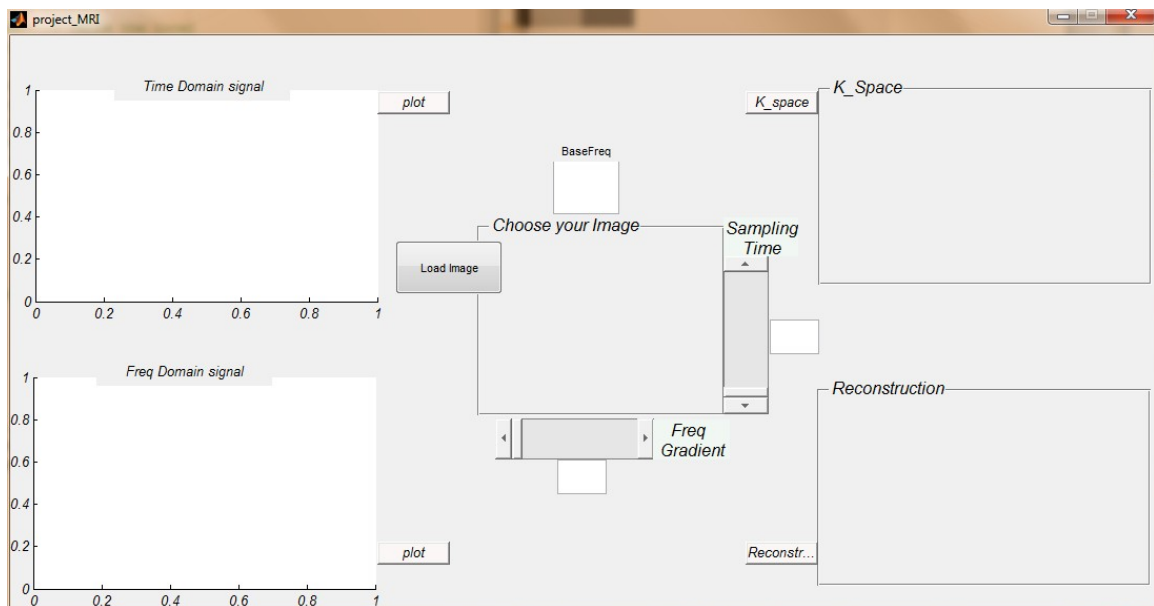 project_MRI
Time Domain signal
1
0.8
0.6
0.4
0.2
0
0 0.2 0.4 0.6 0.8 1
plot
Freq Domain signal
1
0.8
0.6
0.4
0.2
0
0 0.2 0.4 0.6 0.8 1
plot
BaseFreq
Choose your Image
Load Image
Sampling
Time
Freq
Gradient
K_space
K_Space
Reconstruction
Reconstr...